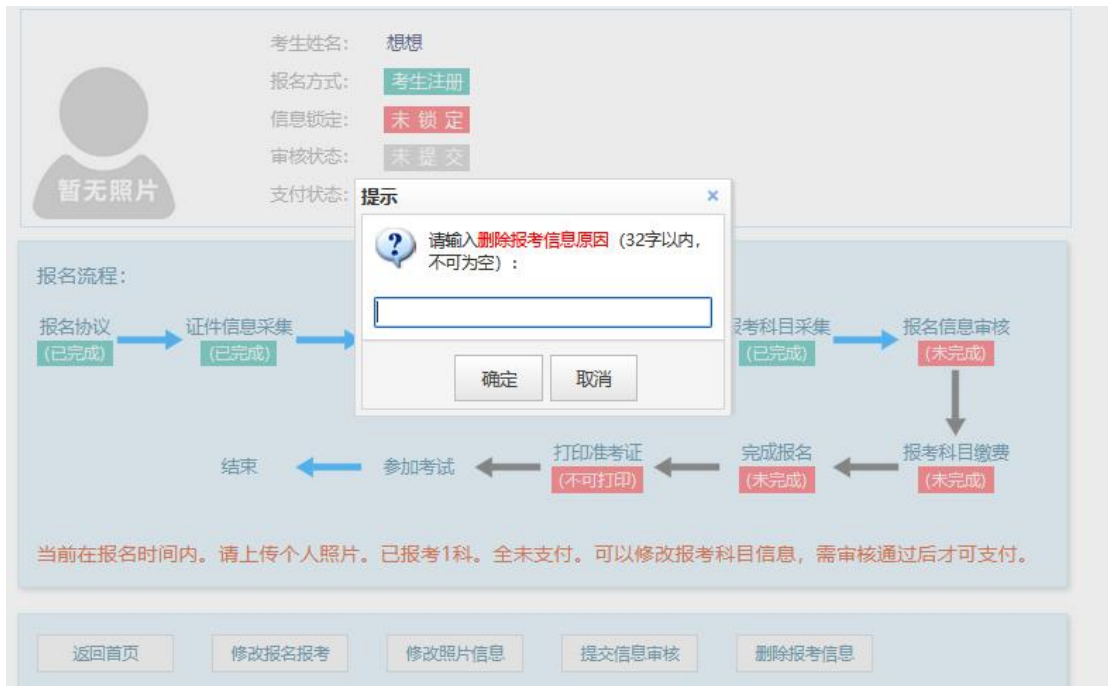 考生姓名： 想想
报名方式： 考生注册
信息锁定： 未 锁 定
审核状态： 未 提 交
支付状态：
暂无照片
提示
×
请输入删除报考信息原因（32字以内，
不可为空）：
确定 取消
报名流程：
报名协议 证件信息采集 报考科目采集 报名信息审核
(已完成) (已完成) (已完成) (未完成)
结束 参加考试 打印准考证 完成报名 报考科目缴费
(不可打印) (未完成) (未完成)
当前在报名时间内。请上传个人照片。已报考1科。全未支付。可以修改报考科目信息，需审核通过后才可支付。
返回首页 修改报名报考 修改照片信息 提交信息审核 删除报考信息